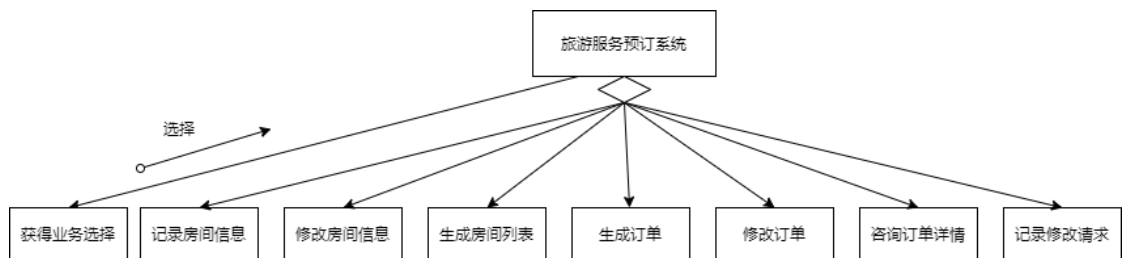 旅游服务预订系统
选择
获得业务选择
记录房间信息
修改房间信息
生成房间列表
生成订单
修改订单
咨询订单详情
记录修改请求